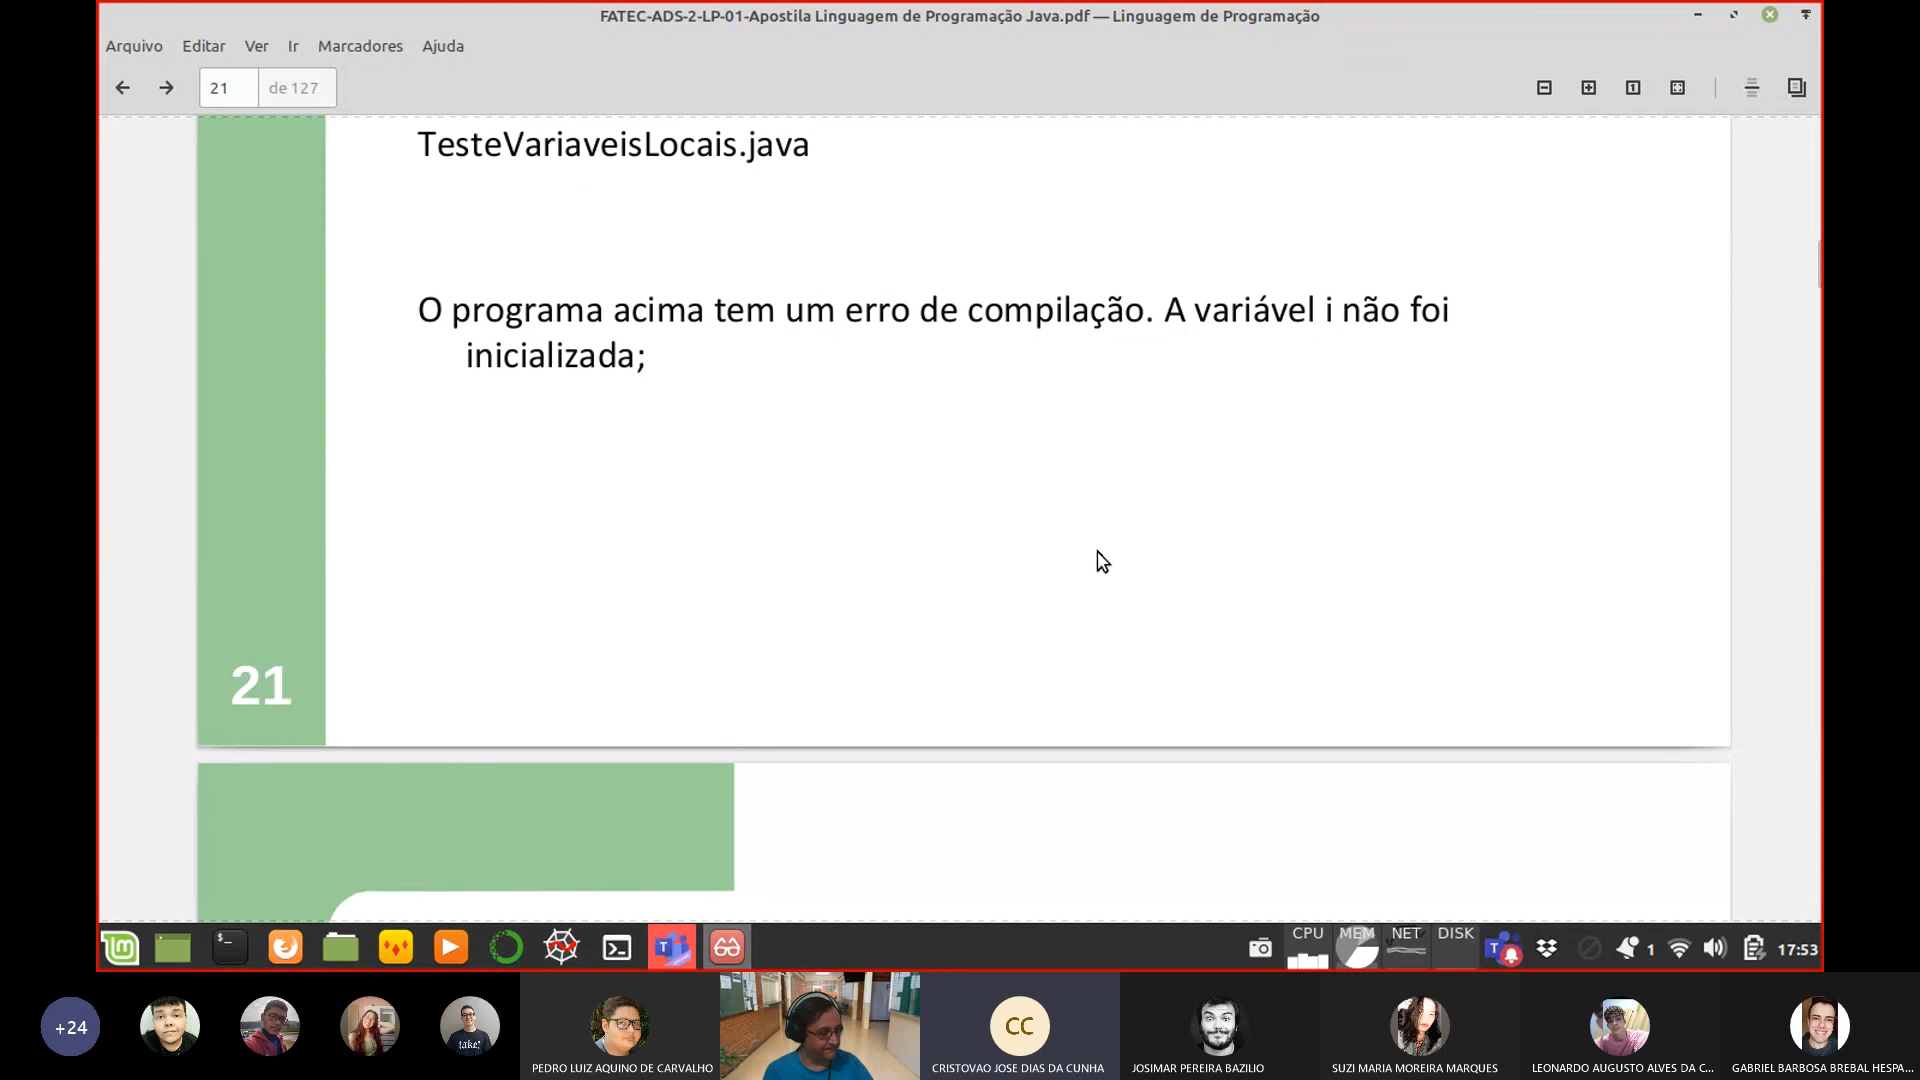 FATEC-ADS-2-LP-01-Apostila Linguagem de Programação Java.pdf — Linguagem de Programação
Arquivo Editar Ver Ir Marcadores Ajuda
21 de 127
TesteVariaveisLocais.java
O programa acima tem um erro de compilação. A variável i não foi
inicializada;
21
CPU MEM NET DISK
1 17:53
+24
take!
CC
PEDRO LUIZ AQUINO DE CARVALHO
CRISTOVAO JOSE DIAS DA CUNHA
JOSIMAR PEREIRA BAZILIO
SUZI MARIA MOREIRA MARQUES
LEONARDO AUGUSTO ALVES DA C...
GABRIEL BARBOSA BREBAL HESPA...